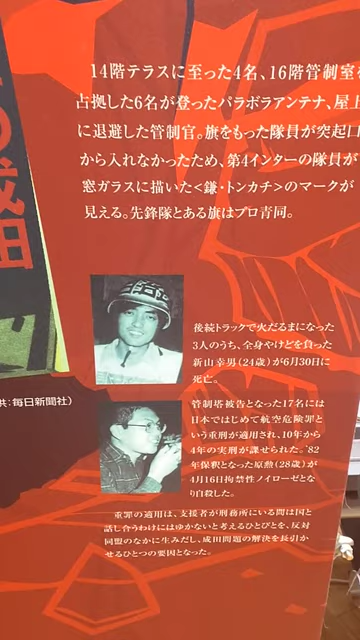 の成田
14階テラスに至った4名、16階管制室を
占拠した6名が登ったパラボラアンテナ、屋上
に退避した管制官。旗をもった隊員が突起口
から入れなかったため、第4インターの隊員が
窓ガラスに描いた<鎌・トンカチ>のマークが
見える。先鋒隊とある旗はプロ青同。
後続トラックで火だるまになった
3人のうち、全身やけどを負った
新山幸男(24歳)が6月30日に
死亡。
供:毎日新聞社)
管制塔被告となった17名には
日本ではじめて航空危険罪と
いう重刑が適用され、10年から
4年の実刑が課せられた。'82
年保釈となった原勲(28歳)が
4月16日拘禁性ノイローゼとな
り自殺した。
重罪の適用は、支援者が刑務所にいる間は国と
話し合うわけにはゆかないと考えるひとびとを、反対
同盟のなかに生みだし、成田問題の解決を長引か
せるひとつの要因となった。